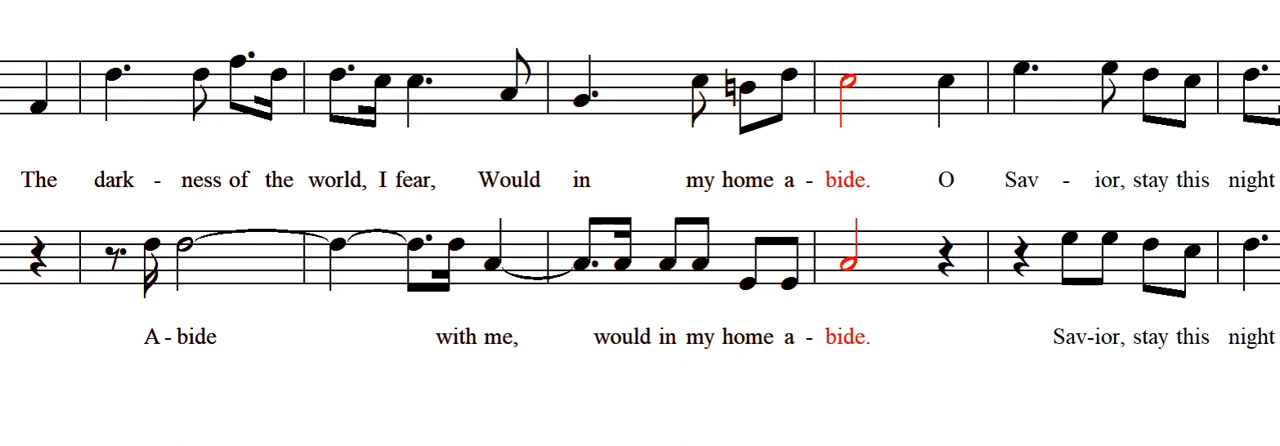 The dark - ness of the world, I fear, Would in my home a - bide. O Sav - ior, stay this night
A - bide with me, would in my home a - bide. Sav-ior, stay this night